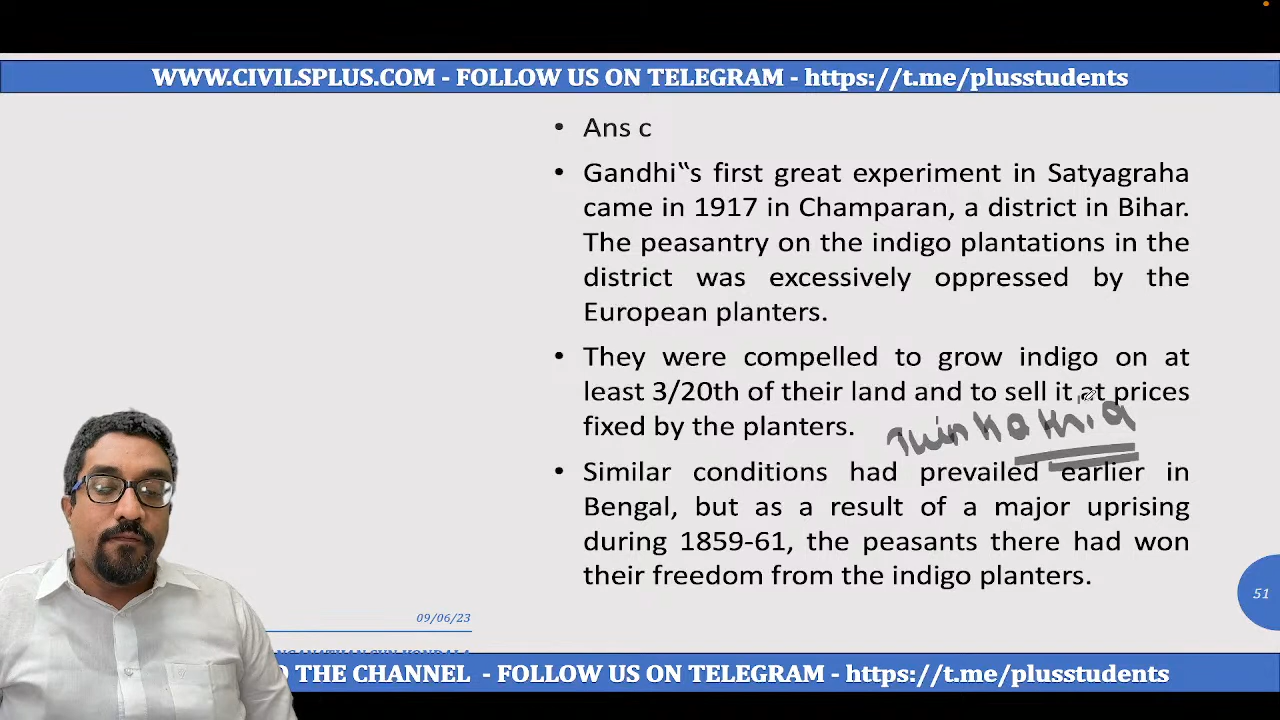 WWW.CIVILSPLUS.COM - FOLLOW US ON TELEGRAM - https://t.me/plusstudents
• Ans c
• Gandhi‟s first great experiment in Satyagraha
came in 1917 in Champaran, a district in Bihar.
The peasantry on the indigo plantations in the
district was excessively oppressed by the
European planters.
• They were compelled to grow indigo on at
least 3/20th of their land and to sell it at prices
fixed by the planters.
• Similar conditions had prevailed earlier in
Bengal, but as a result of a major uprising
during 1859-61, the peasants there had won
their freedom from the indigo planters.
51
09/06/23
O THE CHANNEL - FOLLOW US ON TELEGRAM - https://t.me/plusstudents